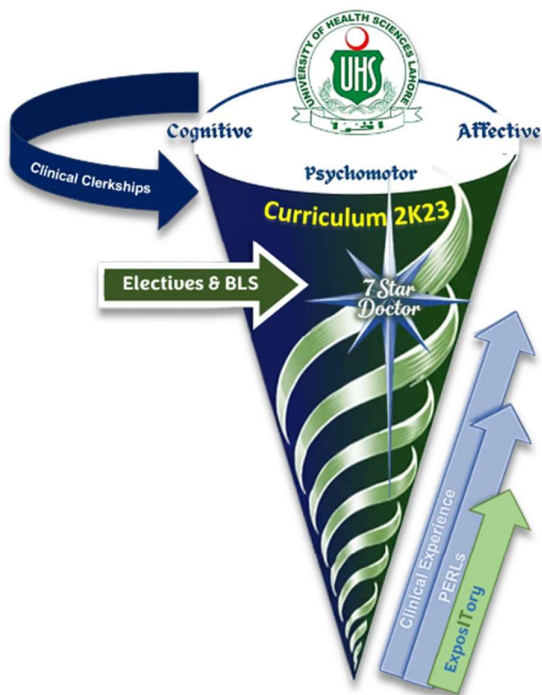 UNIVERSITY OF HEALTH SCIENCES LAHORE
UHS
اقرا
Cognitive
Affective
Psychomotor
Clinical Clerkships
Curriculum 2K23
Electives & BLS
7 Star
Doctor
Clinical Experience
PERLs
ExposITory